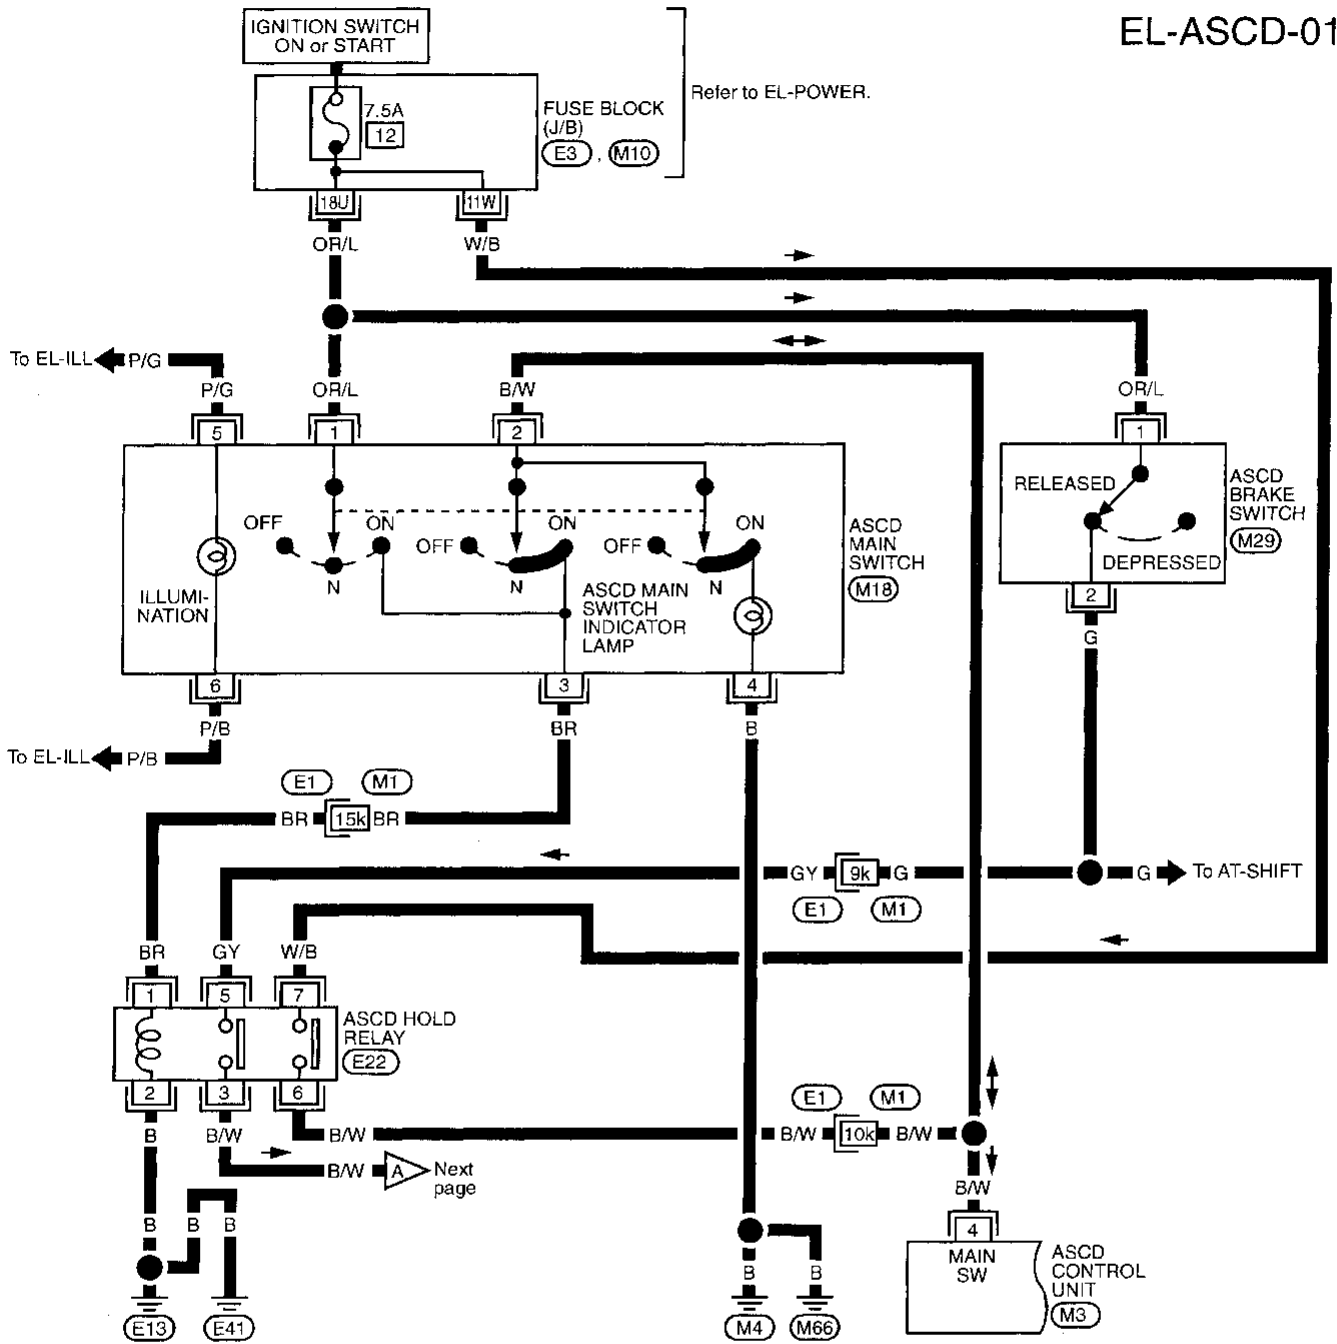 EL-ASCD-01
IGNITION SWITCH
ON or START
Refer to EL-POWER.
7.5A
12
FUSE BLOCK
(J/B)
E3 , M10
18U
11W
OR/L
W/B
To EL-ILL
P/G
P/G
OR/L
B/W
OR/L
5
1
2
1
RELEASED
DEPRESSED
ASCD
BRAKE
SWITCH
M29
OFF
ON
N
OFF
ON
N
OFF
ON
N
ILLUMI-
NATION
ASCD MAIN
SWITCH
INDICATOR
LAMP
ASCD
MAIN
SWITCH
M18
2
G
6
3
4
P/B
BR
B
To EL-ILL
P/B
E1
M1
BR
15k
BR
GY
9k
G
G
To AT-SHIFT
E1
M1
BR
GY
W/B
1
5
7
ASCD HOLD
RELAY
E22
2
3
6
B
B/W
B/W
E1
M1
B/W
10k
B/W
B/W
A
Next
page
B/W
4
MAIN
SW
ASCD
CONTROL
UNIT
M3
B
B
B
B
B
E13
E41
M4
M66